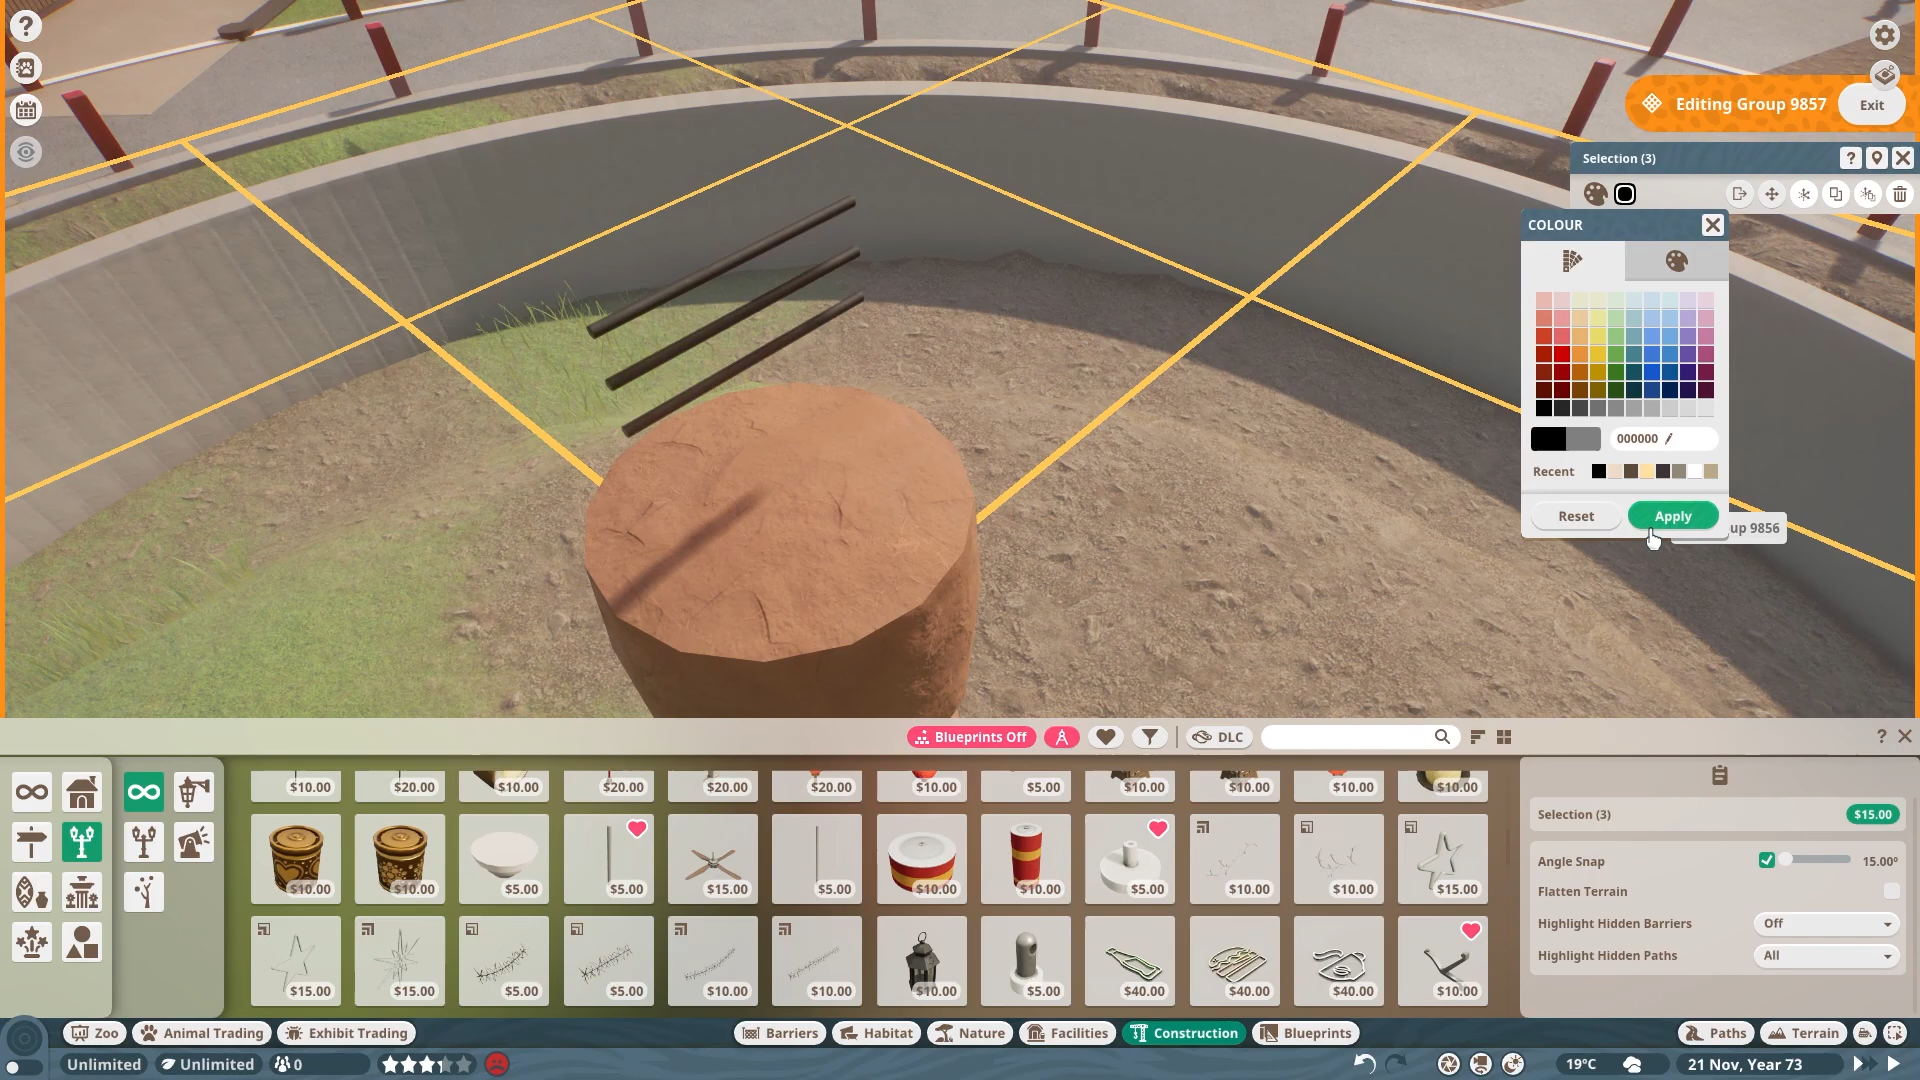 Editing Group 9857
Exit
Selection (3)
COLOUR
000000
Recent
Reset
Apply
up 9856
Blueprints Off
DLC
$10.00 $20.00 $10.00 $20.00 $20.00 $20.00 $10.00 $5.00 $10.00 $10.00 $10.00 $10.00
$10.00 $10.00 $5.00 $5.00 $15.00 $5.00 $10.00 $10.00 $5.00 $10.00 $10.00 $15.00
$15.00 $15.00 $5.00 $5.00 $10.00 $10.00 $10.00 $5.00 $40.00 $40.00 $40.00 $10.00
Selection (3) $15.00
Angle Snap 15.00º
Flatten Terrain
Highlight Hidden Barriers Off
Highlight Hidden Paths All
Zoo Animal Trading Exhibit Trading Barriers Habitat Nature Facilities Construction Blueprints Paths Terrain
Unlimited Unlimited 0 19ºC 21 Nov, Year 73